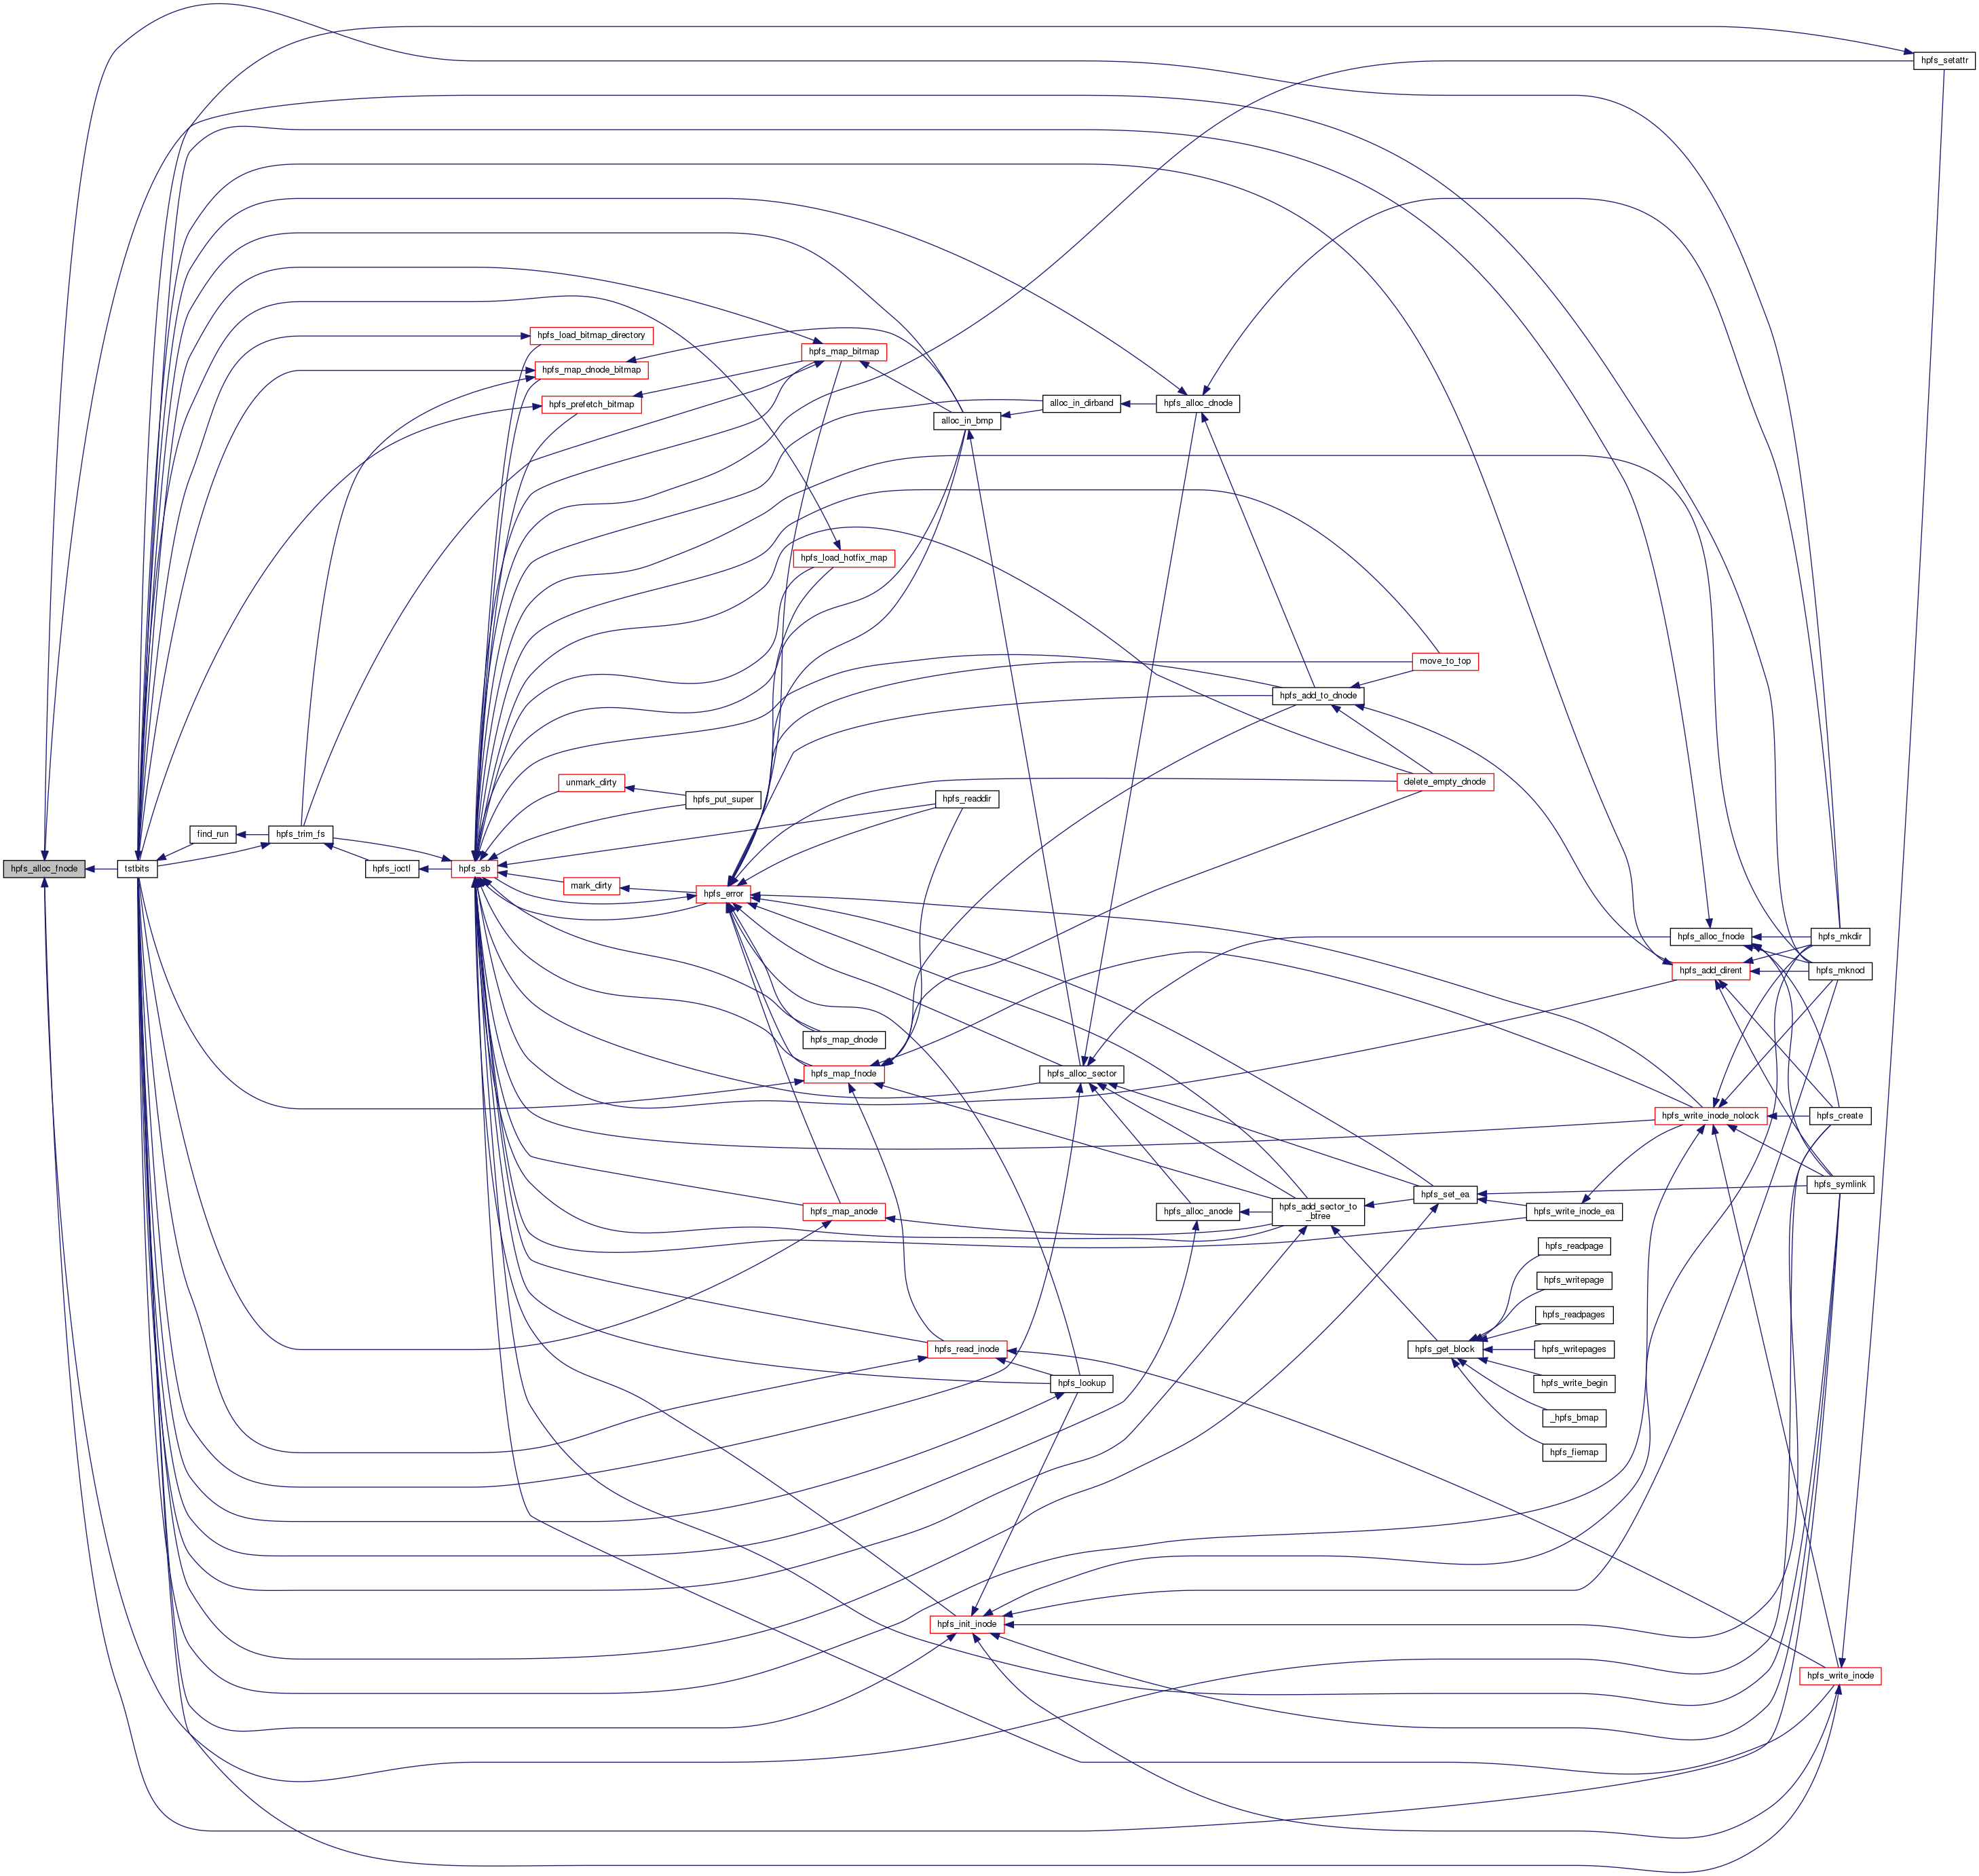 hpfs_setattr
hpfs_load_bitmap_directory
hpfs_map_bitmap
hpfs_map_dnode_bitmap
hpfs_prefetch_bitmap
alloc_in_dirband
hpfs_alloc_dnode
alloc_in_bmp
hpfs_load_hotfix_map
move_to_top
hpfs_add_to_dnode
unmark_dirty
delete_empty_dnode
hpfs_put_super
hpfs_readdir
find_run
hpfs_trim_fs
hpfs_alloc_fnode
tstbits
hpfs_ioctl
hpfs_sb
mark_dirty
hpfs_error
hpfs_alloc_fnode
hpfs_mkdir
hpfs_add_dirent
hpfs_mknod
hpfs_map_dnode
hpfs_map_fnode
hpfs_alloc_sector
hpfs_write_inode_nolock
hpfs_create
hpfs_symlink
hpfs_set_ea
hpfs_map_anode
hpfs_alloc_anode
hpfs_add_sector_to
_btree
hpfs_write_inode_ea
hpfs_readpage
hpfs_writepage
hpfs_readpages
hpfs_read_inode
hpfs_get_block
hpfs_writepages
hpfs_lookup
hpfs_write_begin
_hpfs_bmap
hpfs_fiemap
hpfs_init_inode
hpfs_write_inode